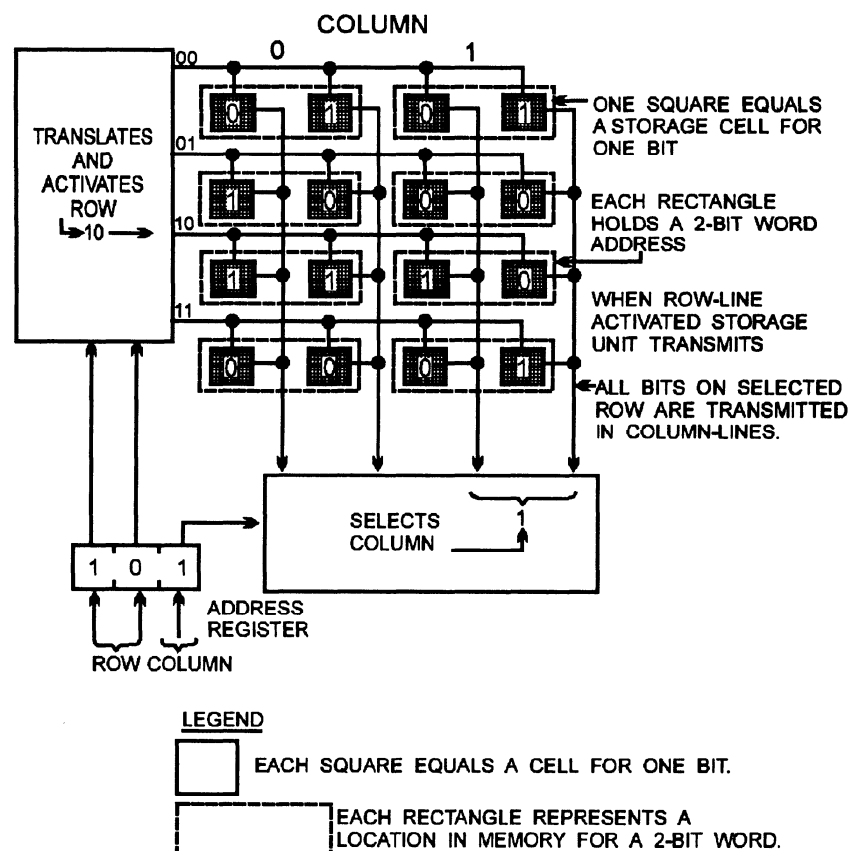 COLUMN
0 1
00
0 1 0 1
ONE SQUARE EQUALS
A STORAGE CELL FOR
ONE BIT
TRANSLATES
AND
ACTIVATES
ROW
10
01
1 0 0 0
EACH RECTANGLE
HOLDS A 2-BIT WORD
ADDRESS
10
1 1 1 0
WHEN ROW-LINE
ACTIVATED STORAGE
UNIT TRANSMITS
11
0 0 0 1
ALL BITS ON SELECTED
ROW ARE TRANSMITTED
IN COLUMN-LINES.
SELECTS
COLUMN
1
1 0 1
ADDRESS
REGISTER
ROW COLUMN
LEGEND
EACH SQUARE EQUALS A CELL FOR ONE BIT.
EACH RECTANGLE REPRESENTS A
LOCATION IN MEMORY FOR A 2-BIT WORD.